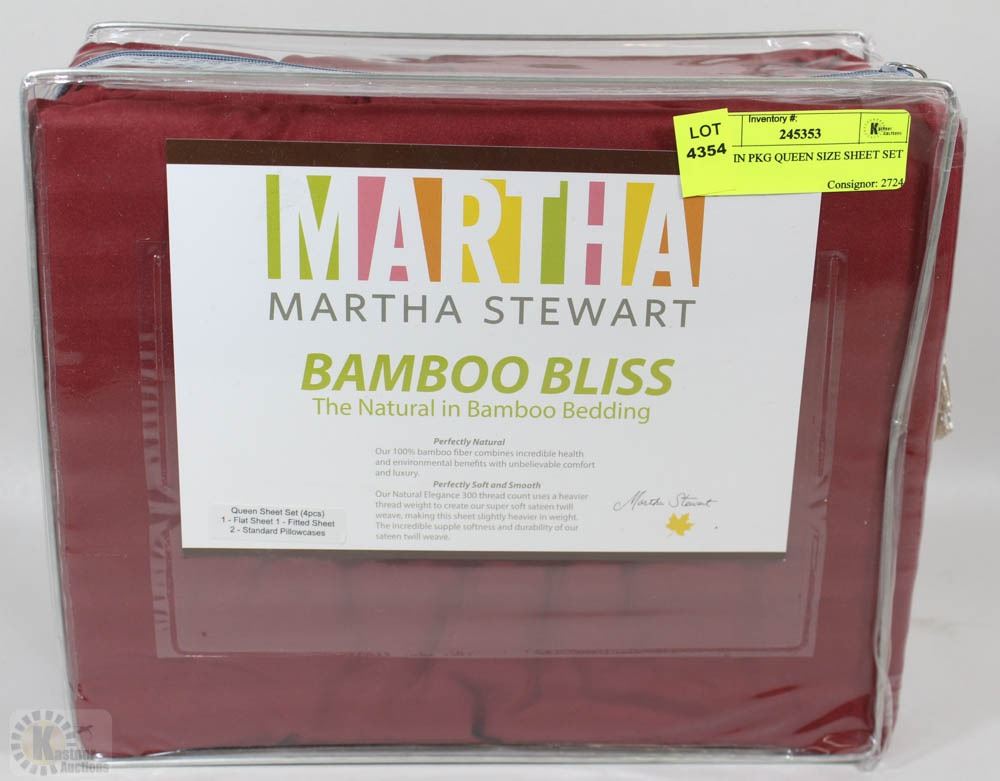 LOT
4354
Inventory #:
245353
Kastner
Auctions
IN PKG QUEEN SIZE SHEET SET
Consignor: 2724
MARTHA
MARTHA STEWART
BAMBOO BLISS
The Natural in Bamboo Bedding
Perfectly Natural
Our 100% bamboo fiber combines incredible health
and environmental benefits with unbelievable comfort
and luxury.
Perfectly Soft and Smooth
Our Natural Elegance 300 thread count uses a heavier
thread weight to create our super soft sateen twill
weave, making this sheet slightly heavier in weight.
The incredible supple softness and durability of our
sateen twill weave.
Martha Stewart
Queen Sheet Set (4pcs)
1 - Flat Sheet 1 - Fitted Sheet
2 - Standard Pillowcases
Kastner
Auctions